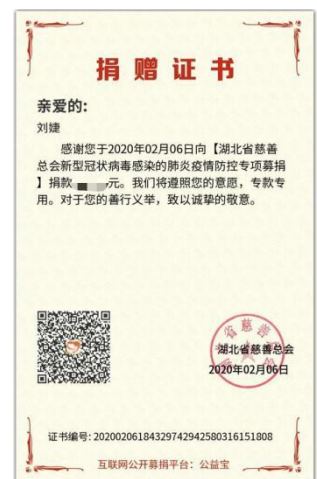 捐赠证书
亲爱的:
刘婕
感谢您于2020年02月06日向【湖北省慈善
总会新型冠状病毒感染的肺炎疫情防控专项募捐
】捐款 元。我们将遵照您的意愿，专款专
用。对于您的善行义举，致以诚挚的敬意。
湖北省慈善总会
2020年02月06日
证书编号: 20200206184329742942580316151808
互联网公开募捐平台：公益宝